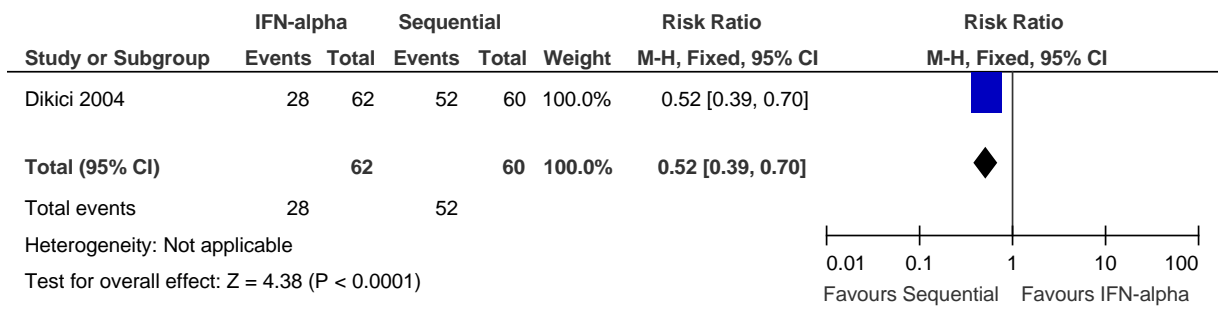 IFN-alpha Sequential Risk Ratio Risk Ratio
Study or Subgroup Events Total Events Total Weight M-H, Fixed, 95% CI M-H, Fixed, 95% CI
Dikici 2004 28 62 52 60 100.0% 0.52 [0.39, 0.70]
Total (95% CI) 62 60 100.0% 0.52 [0.39, 0.70]
Total events 28 52
Heterogeneity: Not applicable
Test for overall effect: Z = 4.38 (P < 0.0001)
0.01 0.1 1 10 100
Favours Sequential Favours IFN-alpha